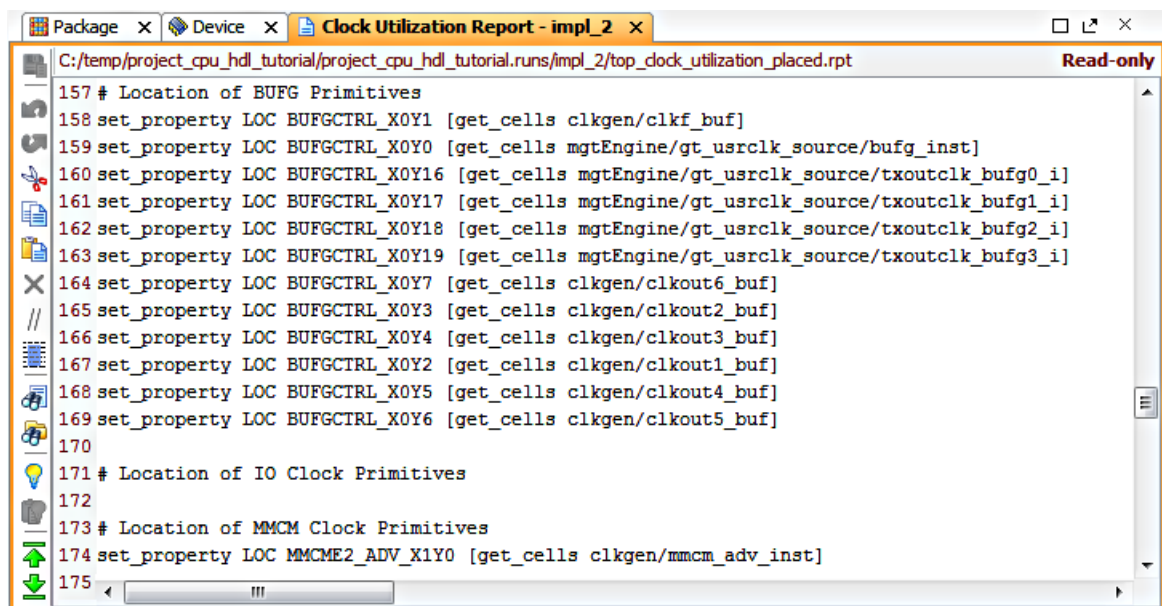 Package X Device X Clock Utilization Report - impl_2 X
C:/temp/project_cpu_hdl_tutorial/project_cpu_hdl_tutorial.runs/impl_2/top_clock_utilization_placed.rpt Read-only
157 # Location of BUFG Primitives
158 set_property LOC BUFGCTRL_X0Y1 [get_cells clkgen/clkf_buf]
159 set_property LOC BUFGCTRL_X0Y0 [get_cells mgtEngine/gt_usrclk_source/bufg_inst]
160 set_property LOC BUFGCTRL_X0Y16 [get_cells mgtEngine/gt_usrclk_source/txoutclk_bufg0_i]
161 set_property LOC BUFGCTRL_X0Y17 [get_cells mgtEngine/gt_usrclk_source/txoutclk_bufg1_i]
162 set_property LOC BUFGCTRL_X0Y18 [get_cells mgtEngine/gt_usrclk_source/txoutclk_bufg2_i]
163 set_property LOC BUFGCTRL_X0Y19 [get_cells mgtEngine/gt_usrclk_source/txoutclk_bufg3_i]
164 set_property LOC BUFGCTRL_X0Y7 [get_cells clkgen/clkout6_buf]
165 set_property LOC BUFGCTRL_X0Y3 [get_cells clkgen/clkout2_buf]
166 set_property LOC BUFGCTRL_X0Y4 [get_cells clkgen/clkout3_buf]
167 set_property LOC BUFGCTRL_X0Y2 [get_cells clkgen/clkout1_buf]
168 set_property LOC BUFGCTRL_X0Y5 [get_cells clkgen/clkout4_buf]
169 set_property LOC BUFGCTRL_X0Y6 [get_cells clkgen/clkout5_buf]
170
171 # Location of IO Clock Primitives
172
173 # Location of MMCM Clock Primitives
174 set_property LOC MMCME2_ADV_X1Y0 [get_cells clkgen/mmcm_adv_inst]
175